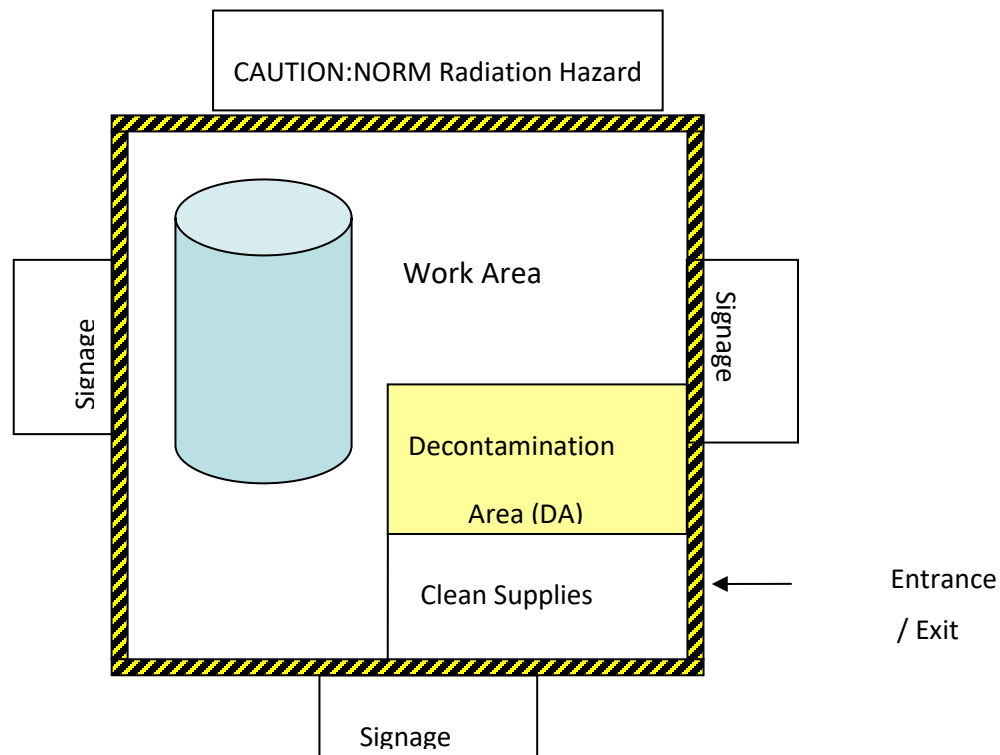 CAUTION:NORM Radiation Hazard
Work Area
Signage
Signage
Decontamination
Area (DA)
Clean Supplies
Entrance
/ Exit
Signage